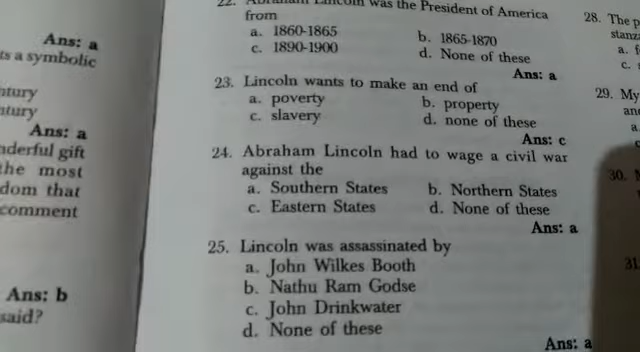 Ans: a
a symbolic
Ans: a
gift
the most
that
comment
Ans: b
said?
22. Abraham Lincoln was the President of America
from
a. 1860-1865
b. 1865-1870
c. 1890-1900
d. None of these
Ans: a
23. Lincoln wants to make an end of
a. poverty
b. property
c. slavery
d. none of these
Ans: c
24. Abraham Lincoln had to wage a civil war
against the
a. Southern States
b. Northern States
c. Eastern States
d. None of these
Ans: a
25. Lincoln was assassinated by
a. John Wilkes Booth
b. Nathu Ram Godse
c. John Drinkwater
d. None of these
Ans: a
28. The
a.
c.
29. My
a.
30.
31.